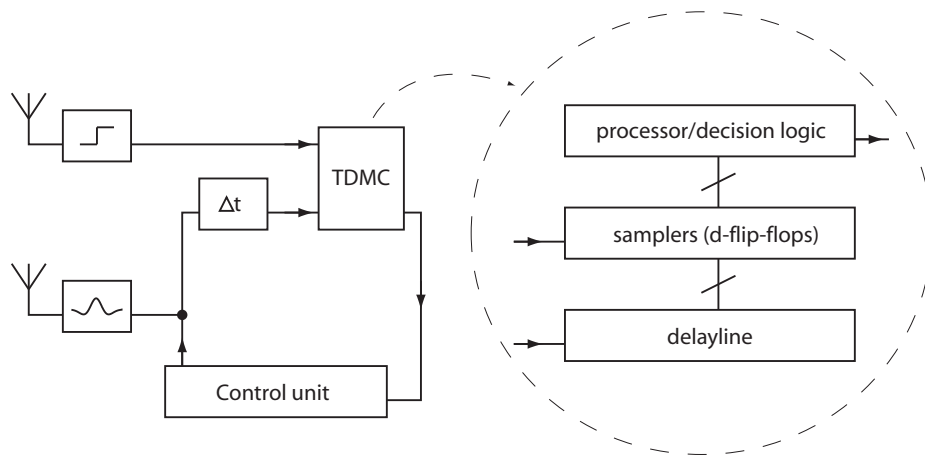 TDMC
Δt
Control unit
processor/decision logic
samplers (d-flip-flops)
delayline